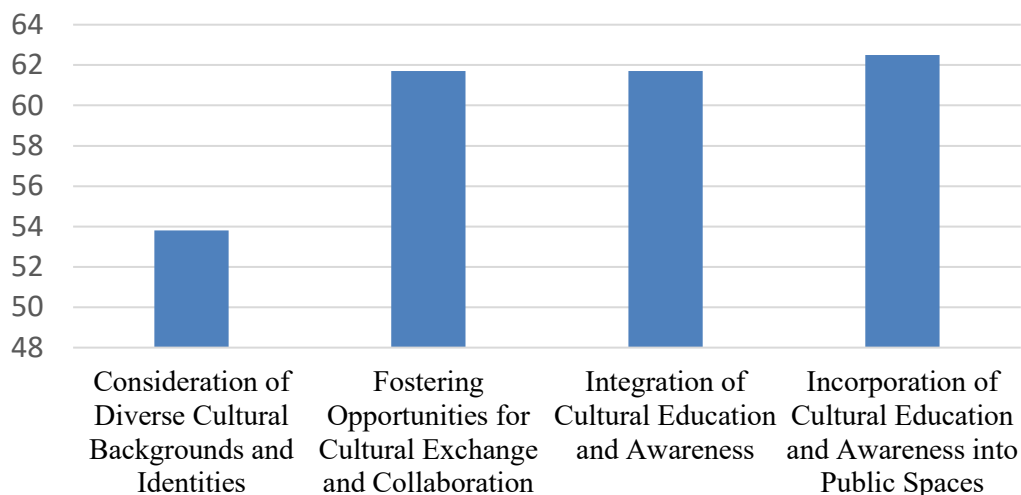 64
62
60
58
56
54
52
50
48
Consideration of
Diverse Cultural
Backgrounds and
Identities
Fostering
Opportunities for
Cultural Exchange
and Collaboration
Integration of
Cultural Education
and Awareness
Incorporation of
Cultural Education
and Awareness into
Public Spaces